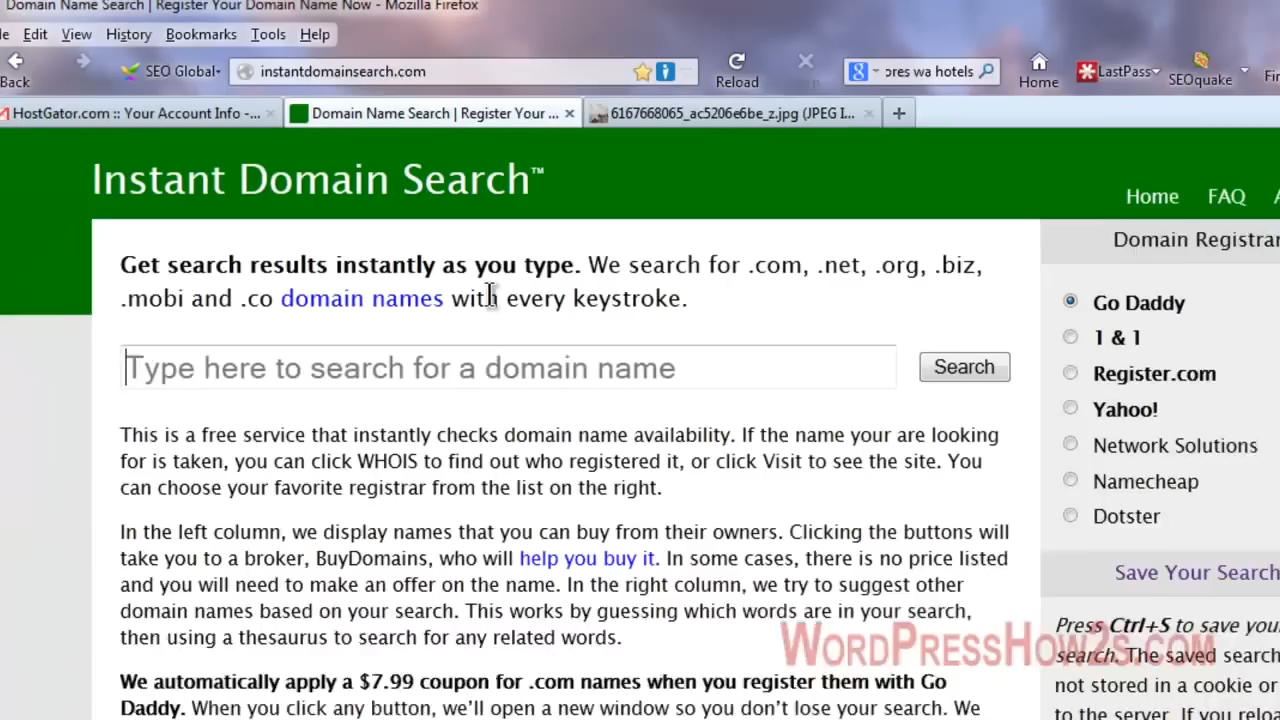 Domain Name Search | Register Your Domain Name Now - Mozilla Firefox
Edit View History Bookmarks Tools Help
Back SEO Global instantdomainsearch.com Reload ores wa hotels Home LastPass SEOquake
HostGator.com :: Your Account Info -... Domain Name Search | Register Your ... 6167668065_ac5206e6be_z.jpg (JPEG I...
Instant Domain Search™
Home FAQ
Get search results instantly as you type. We search for .com, .net, .org, .biz,
.mobi and .co domain names with every keystroke.
Type here to search for a domain name
Search
This is a free service that instantly checks domain name availability. If the name your are looking
for is taken, you can click WHOIS to find out who registered it, or click Visit to see the site. You
can choose your favorite registrar from the list on the right.
In the left column, we display names that you can buy from their owners. Clicking the buttons will
take you to a broker, BuyDomains, who will help you buy it. In some cases, there is no price listed
and you will need to make an offer on the name. In the right column, we try to suggest other
domain names based on your search. This works by guessing which words are in your search,
then using a thesaurus to search for any related words.
We automatically apply a $7.99 coupon for .com names when you register them with Go
Daddy. When you click any button, we'll open a new window so you don't lose your search. We
Domain Registrar
Go Daddy
1 & 1
Register.com
Yahoo!
Network Solutions
Namecheap
Dotster
Save Your Search
Press Ctrl+S to save your
search. The saved search
not stored in a cookie or
to the server. If you reload
WordPressHow2s.com